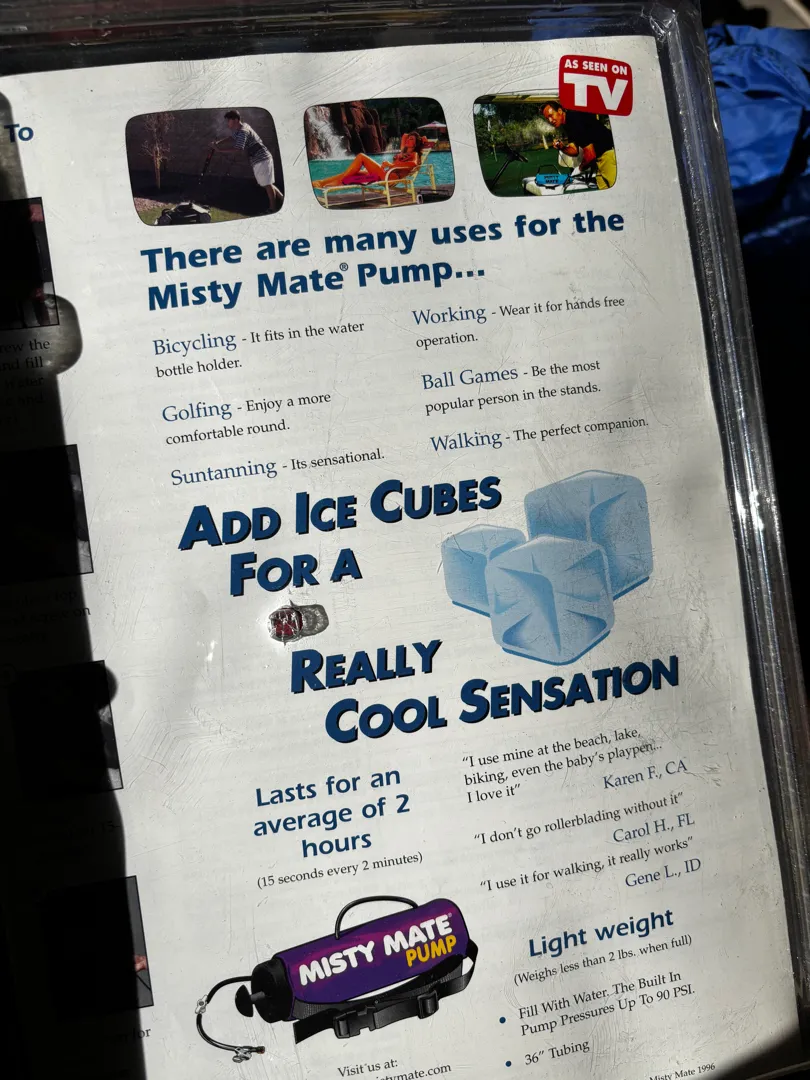 To
AS SEEN ON
TV
There are many uses for the
Misty Mate® Pump...
Bicycling - It fits in the water
bottle holder.
Golfing - Enjoy a more
comfortable round.
Suntanning - Its sensational.
Working - Wear it for hands free
operation.
Ball Games - Be the most
popular person in the stands.
Walking - The perfect companion.
ADD ICE CUBES
FOR A
REALLY
COOL SENSATION
Lasts for an
average of 2
hours
(15 seconds every 2 minutes)
"I use mine at the beach, lake,
biking, even the baby's playpen...
I love it"
Karen F., CA
"I don't go rollerblading without it"
Carol H., FL
"I use it for walking, it really works"
Gene L., ID
MISTY MATE®
PUMP
Light weight
(Weighs less than 2 lbs. when full)
• Fill With Water. The Built In
Pump Pressures Up To 90 PSI.
• 36" Tubing
Visit us at:
Misty Mate 1996